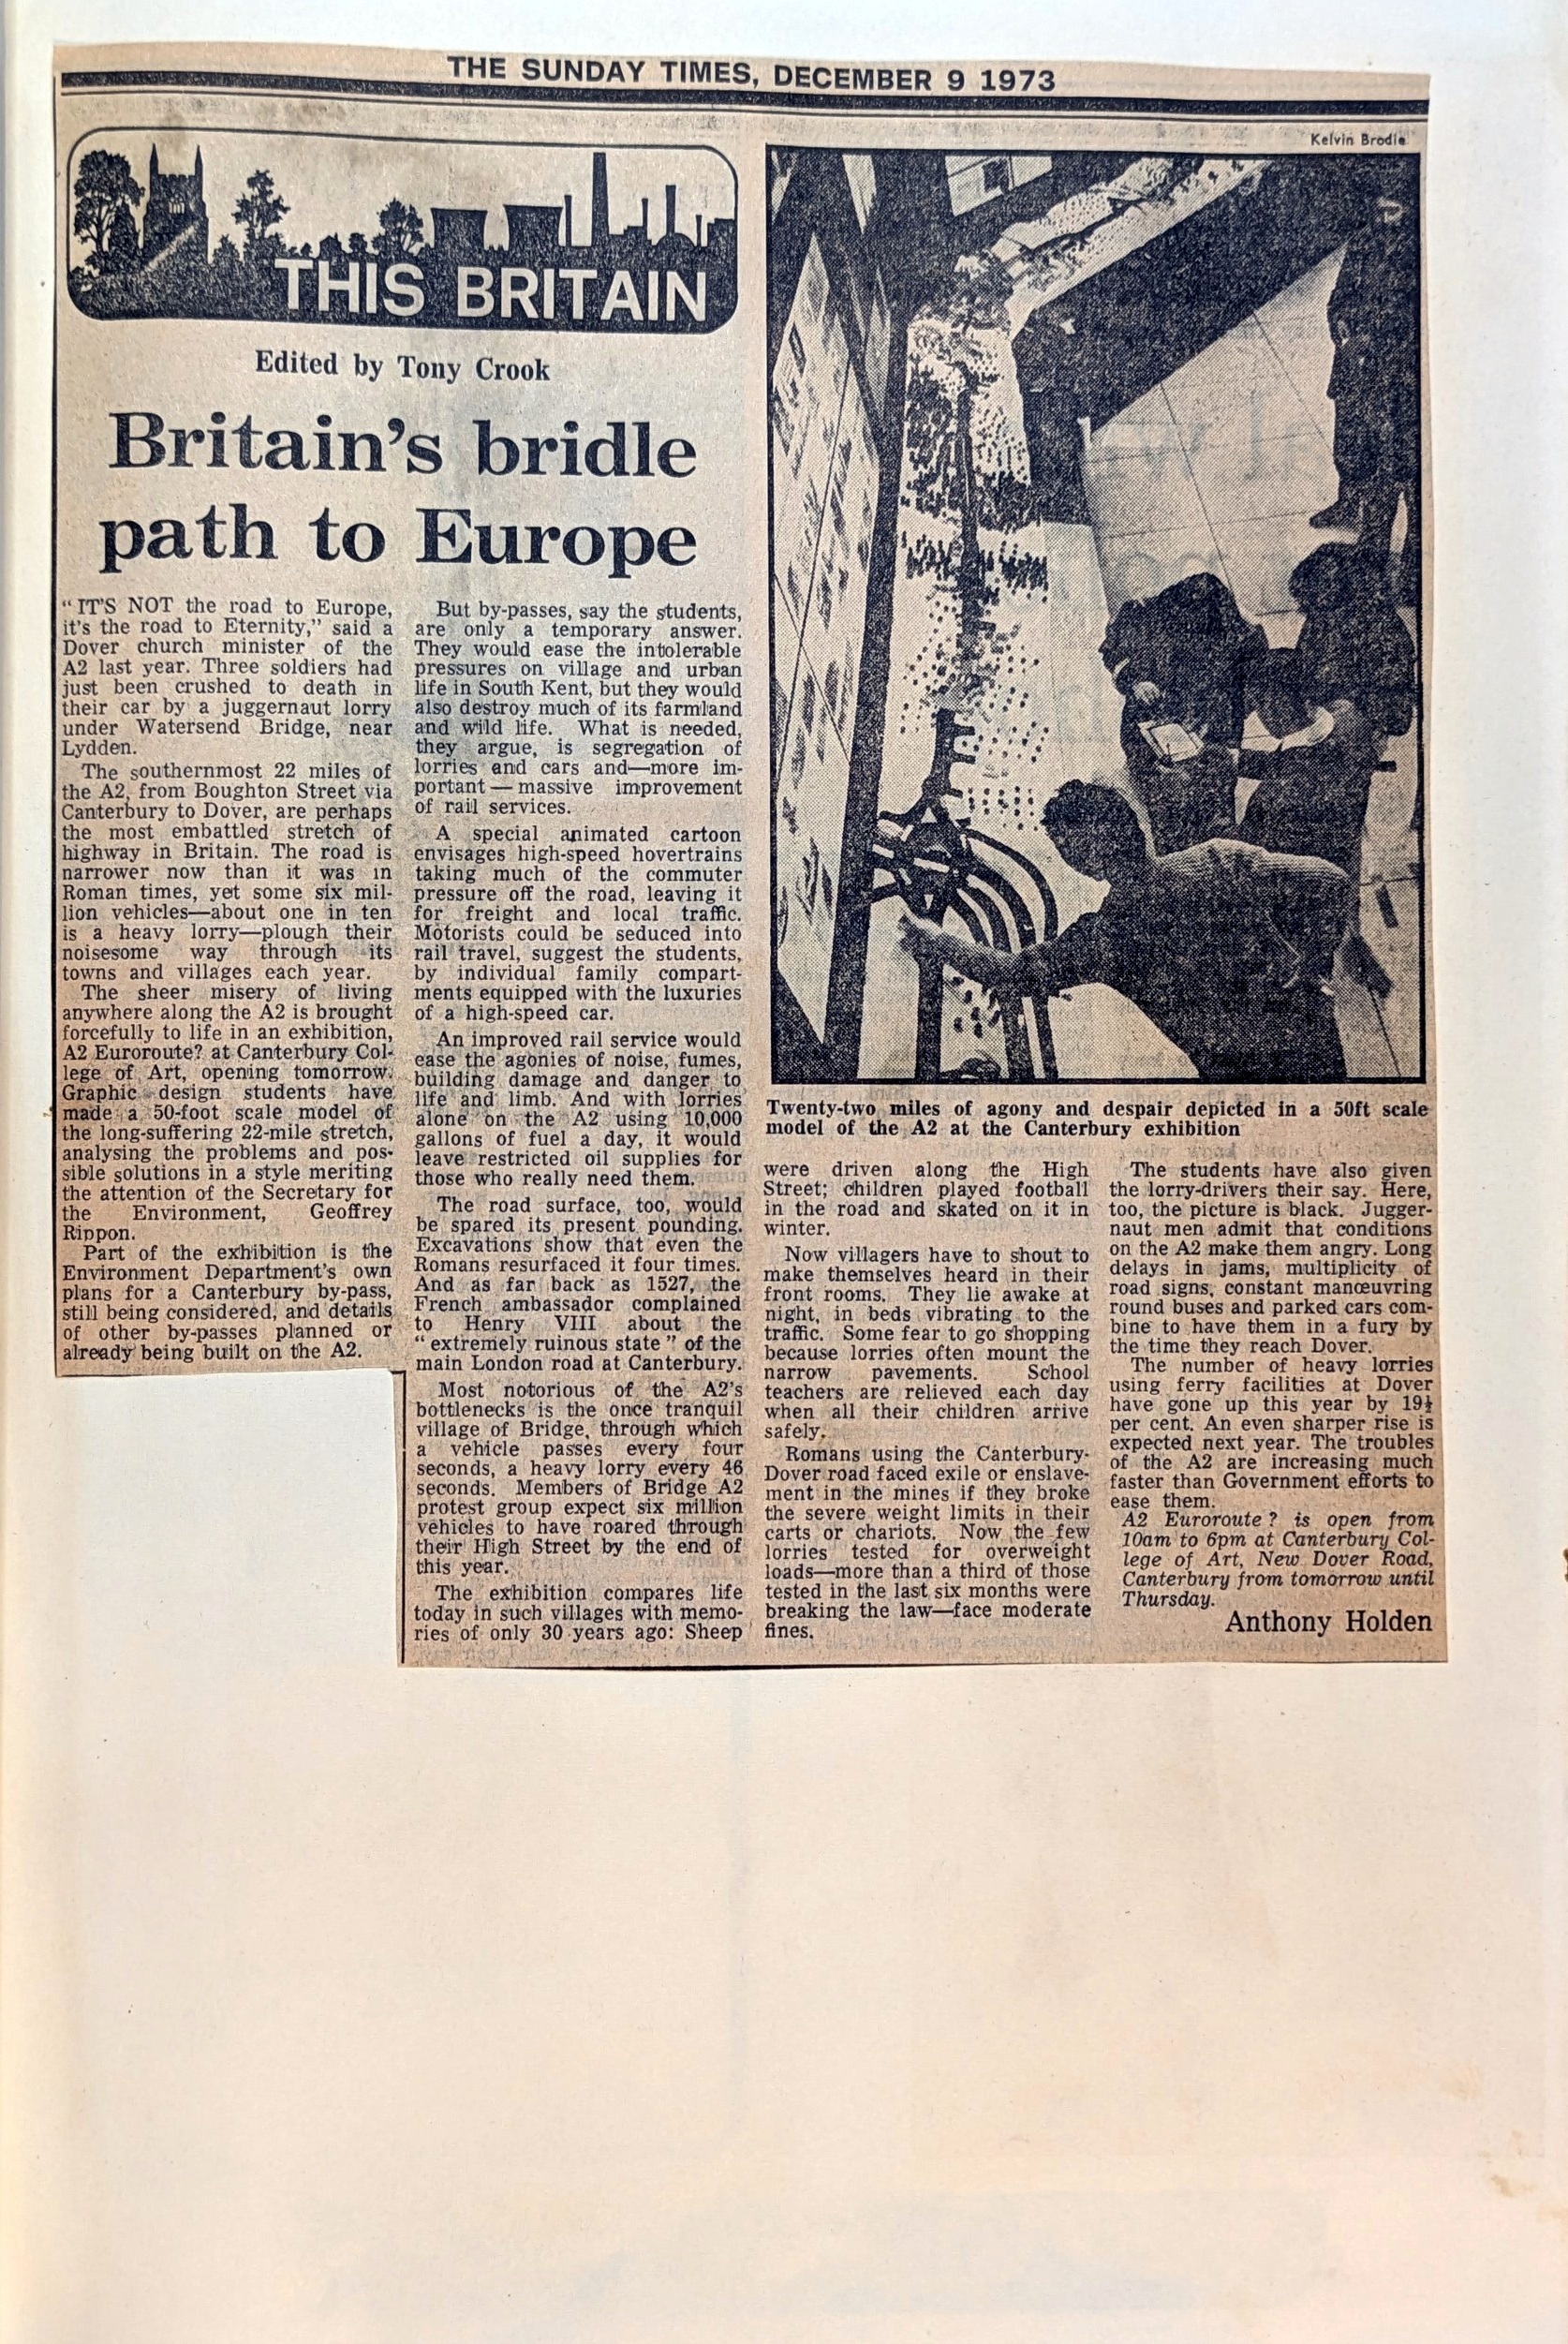 THE SUNDAY TIMES, DECEMBER 9 1973
THIS BRITAIN
Edited by Tony Crook
Britain's bridle
path to Europe
"IT'S NOT the road to Europe,
it's the road to Eternity," said a
Dover church minister of the
A2 last year. Three soldiers had
just been crushed to death in
their car by a juggernaut lorry
under Watersend Bridge, near
Lydden.
The southernmost 22 miles of
the A2, from Boughton Street via
Canterbury to Dover, are perhaps
the most embattled stretch of
highway in Britain. The road is
narrower now than it was in
Roman times, yet some six mil-
lion vehicles—about one in ten
is a heavy lorry—plough their
noisesome way through its
towns and villages each year.
The sheer misery of living
anywhere along the A2 is brought
forcefully to life in an exhibition,
A2 Euroroute? at Canterbury Col-
lege of Art, opening tomorrow.
Graphic design students have
made a 50-foot scale model of
the long-suffering 22-mile stretch,
analysing the problems and pos-
sible solutions in a style meriting
the attention of the Secretary for
the Environment, Geoffrey
Rippon.
Part of the exhibition is the
Environment Department's own
plans for a Canterbury by-pass,
still being considered, and details
of other by-passes planned or
already being built on the A2.
But by-passes, say the students,
are only a temporary answer.
They would ease the intolerable
pressures on village and urban
life in South Kent, but they would
also destroy much of its farmland
and wild life. What is needed,
they argue, is segregation of
lorries and cars and—more im-
portant—massive improvement
of rail services.
A special animated cartoon
envisages high-speed hovertrains
taking much of the commuter
pressure off the road, leaving it
for freight and local traffic.
Motorists could be seduced into
rail travel, suggest the students,
by individual family compart-
ments equipped with the luxuries
of a high-speed car.
An improved rail service would
ease the agonies of noise, fumes,
building damage and danger to
life and limb. And with lorries
alone on the A2 using 10,000
gallons of fuel a day, it would
leave restricted oil supplies for
those who really need them.
The road surface, too, would
be spared its present pounding.
Excavations show that even the
Romans resurfaced it four times.
And as far back as 1527, the
French ambassador complained
to Henry VIII about the
"extremely ruinous state" of the
main London road at Canterbury.
Most notorious of the A2's
bottlenecks is the once tranquil
village of Bridge, through which
a vehicle passes every four
seconds, a heavy lorry every 46
seconds. Members of Bridge A2
protest group expect six million
vehicles to have roared through
their High Street by the end of
this year.
The exhibition compares life
today in such villages with memo-
ries of only 30 years ago: Sheep
Kelvin Brodie
Twenty-two miles of agony and despair depicted in a 50ft scale
model of the A2 at the Canterbury exhibition
were driven along the High
Street; children played football
in the road and skated on it in
winter.
Now villagers have to shout to
make themselves heard in their
front rooms. They lie awake at
night, in beds vibrating to the
traffic. Some fear to go shopping
because lorries often mount the
narrow pavements. School
teachers are relieved each day
when all their children arrive
safely.
Romans using the Canterbury-
Dover road faced exile or enslave-
ment in the mines if they broke
the severe weight limits in their
carts or chariots. Now the few
lorries tested for overweight
loads—more than a third of those
tested in the last six months were
breaking the law—face moderate
fines.
The students have also given
the lorry-drivers their say. Here,
too, the picture is black. Jugger-
naut men admit that conditions
on the A2 make them angry. Long
delays in jams, multiplicity of
road signs, constant manœuvring
round buses and parked cars com-
bine to have them in a fury by
the time they reach Dover.
The number of heavy lorries
using ferry facilities at Dover
have gone up this year by 19½
per cent. An even sharper rise is
expected next year. The troubles
of the A2 are increasing much
faster than Government efforts to
ease them.
A2 Euroroute? is open from
10am to 6pm at Canterbury Col-
lege of Art, New Dover Road,
Canterbury from tomorrow until
Thursday.
Anthony Holden